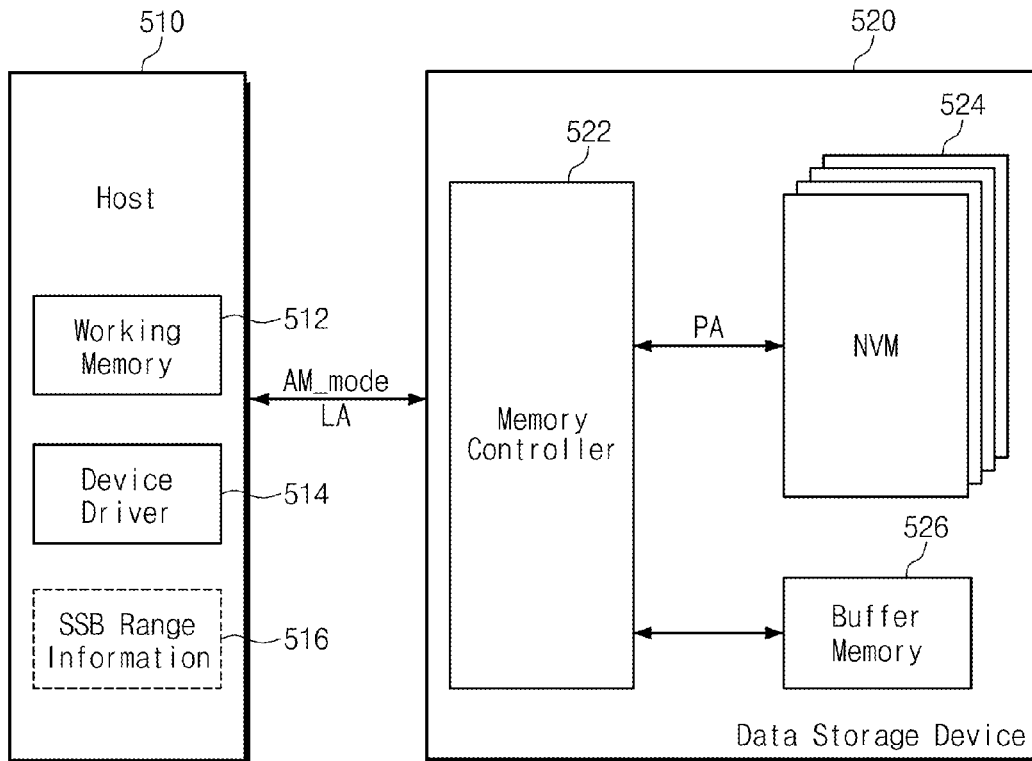 510
520
Host
Working
Memory
512
Device
Driver
514
SSB Range
Information
516
AM_mode
LA
522
Memory
Controller
524
PA
NVM
526
Buffer
Memory
Data Storage Device